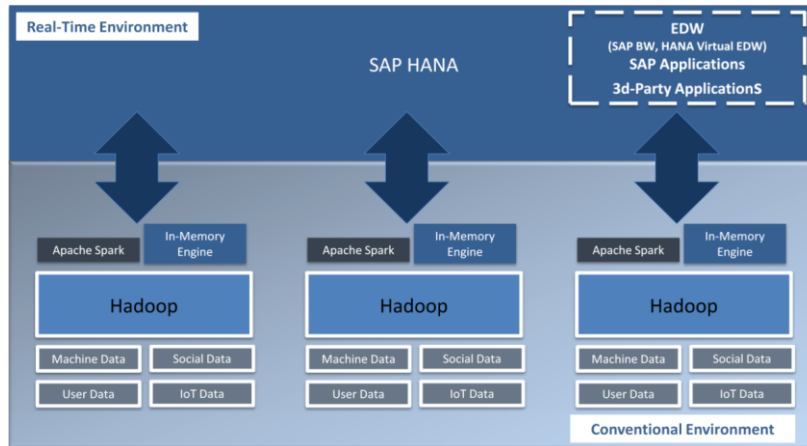 Real-Time Environment
SAP HANA
EDW
(SAP BW, HANA Virtual EDW)
SAP Applications
3d-Party Applications
Apache Spark
In-Memory
Engine
Hadoop
Machine Data
Social Data
User Data
IoT Data
Apache Spark
In-Memory
Engine
Hadoop
Machine Data
Social Data
User Data
IoT Data
Apache Spark
In-Memory
Engine
Hadoop
Machine Data
Social Data
User Data
IoT Data
Conventional Environment